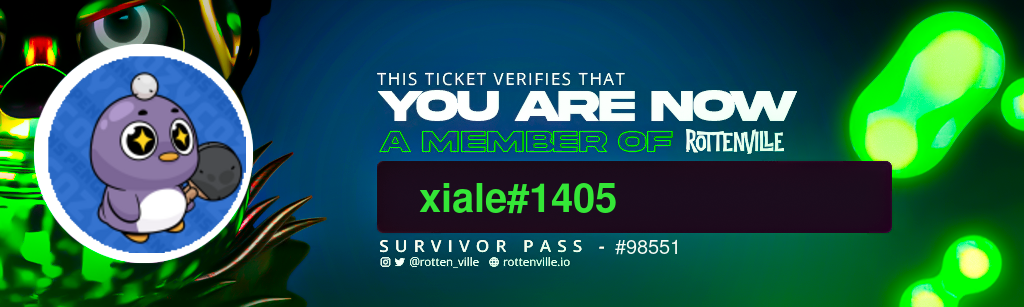 THIS TICKET VERIFIES THAT
YOU ARE NOW
A MEMBER OF ROTTENVILLE
xiale#1405
SURVIVOR PASS - #98551
@rotten_ville rottenville.io